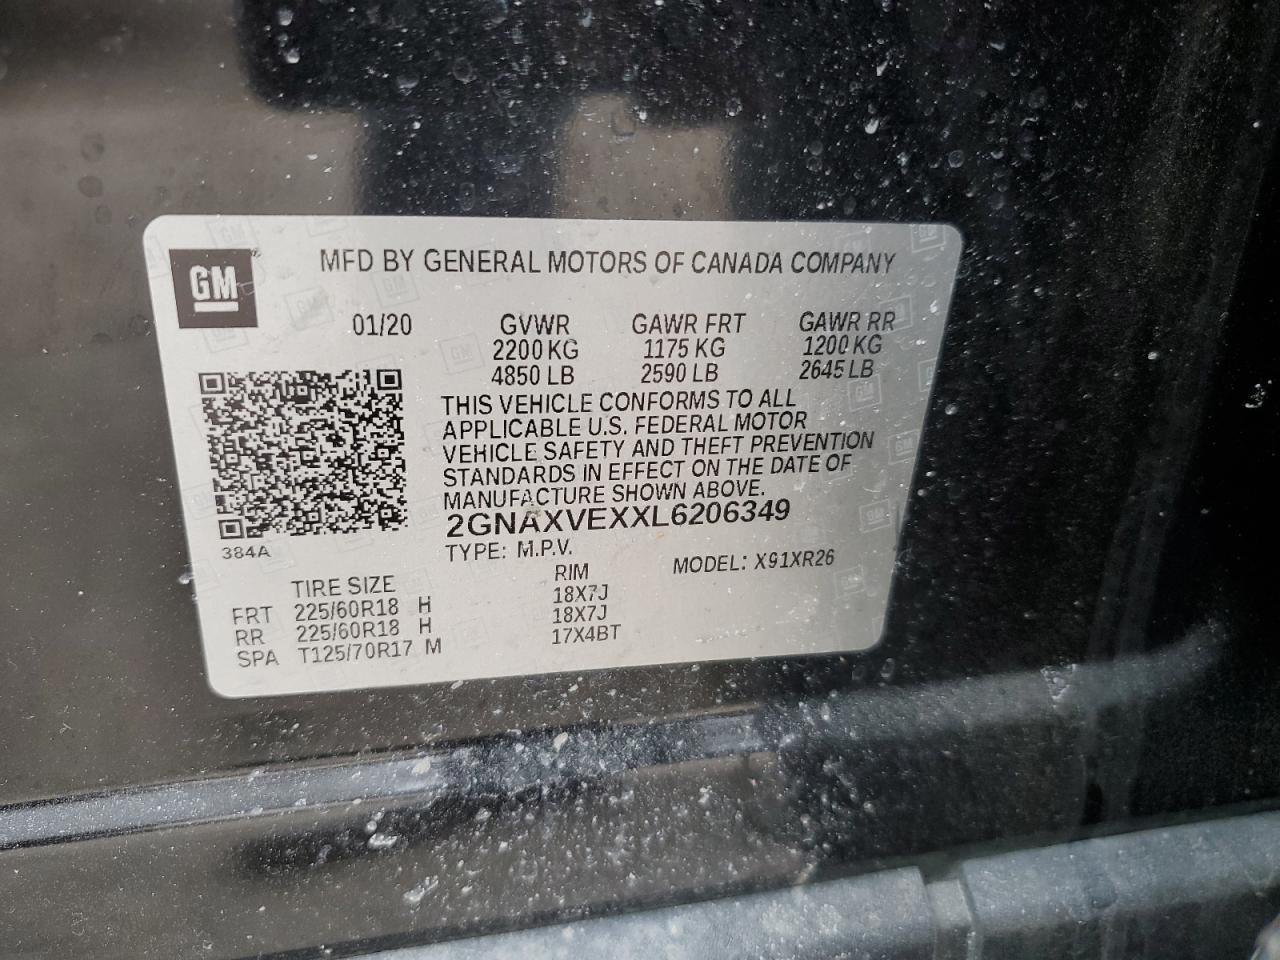 GM
MFD BY GENERAL MOTORS OF CANADA COMPANY
01/20 GVWR GAWR FRT GAWR RR
2200 KG 1175 KG 1200 KG
4850 LB 2590 LB 2645 LB
THIS VEHICLE CONFORMS TO ALL
APPLICABLE U.S. FEDERAL MOTOR
VEHICLE SAFETY AND THEFT PREVENTION
STANDARDS IN EFFECT ON THE DATE OF
MANUFACTURE SHOWN ABOVE.
2GNAXVEXXL6206349
384A
TYPE: M.P.V. MODEL: X91XR26
TIRE SIZE RIM
FRT 225/60R18 H 18X7J
RR 225/60R18 H 18X7J
SPA T125/70R17 M 17X4BT